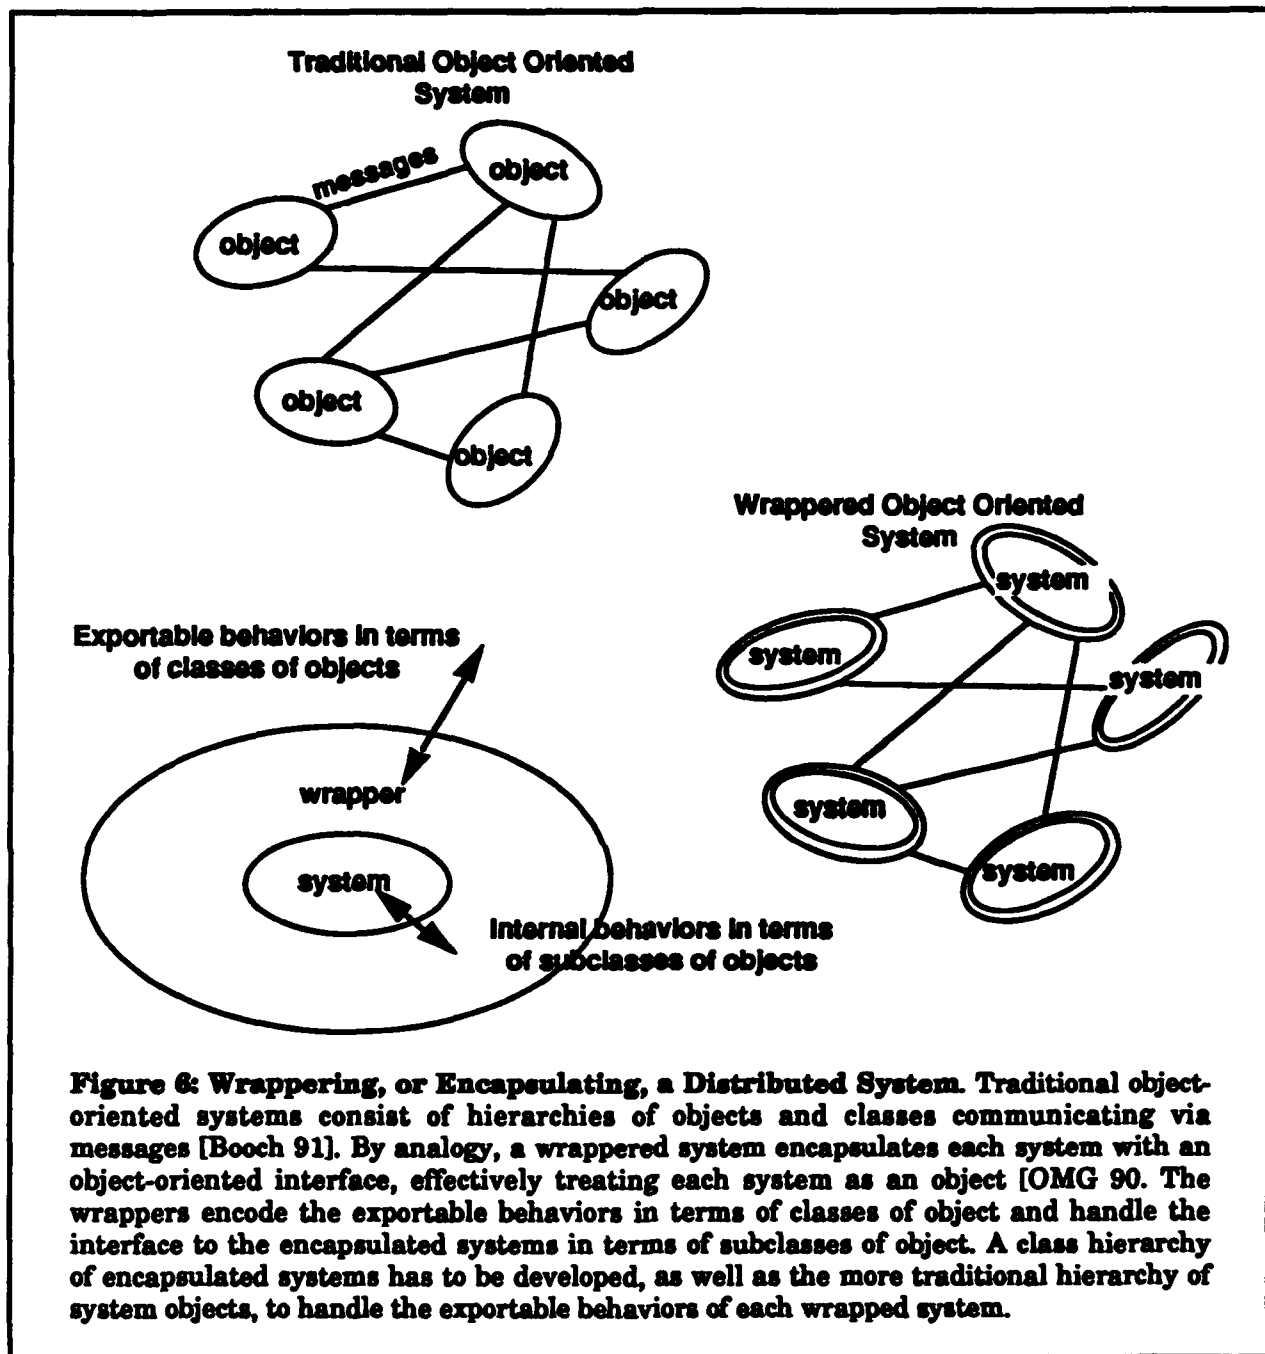 Traditional Object Oriented
System
messages
object
object
object
object
object
Wrappered Object Oriented
System
system
system
system
system
system
Exportable behaviors in terms
of classes of objects
wrapper
system
Internal behaviors in terms
of subclasses of objects
Figure 6: Wrappering, or Encapsulating, a Distributed System. Traditional object-
oriented systems consist of hierarchies of objects and classes communicating via
messages [Booch 91]. By analogy, a wrappered system encapsulates each system with an
object-oriented interface, effectively treating each system as an object [OMG 90. The
wrappers encode the exportable behaviors in terms of classes of object and handle the
interface to the encapsulated systems in terms of subclasses of object. A class hierarchy
of encapsulated systems has to be developed, as well as the more traditional hierarchy of
system objects, to handle the exportable behaviors of each wrapped system.